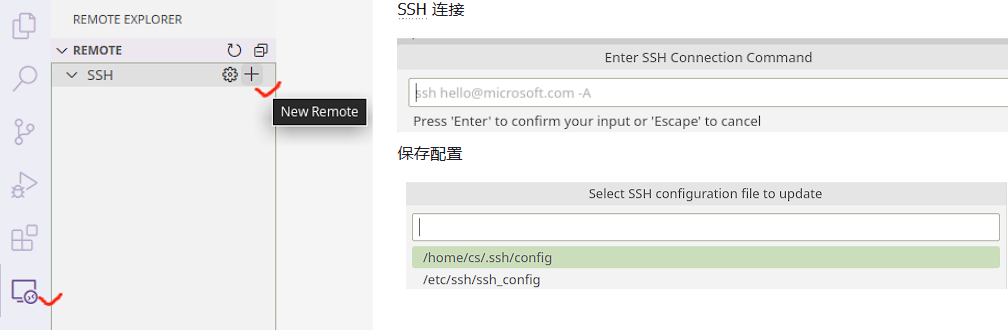 REMOTE EXPLORER
REMOTE
SSH
New Remote
SSH 连接
Enter SSH Connection Command
ssh hello@microsoft.com -A
Press 'Enter' to confirm your input or 'Escape' to cancel
保存配置
Select SSH configuration file to update
/home/cs/.ssh/config
/etc/ssh/ssh_config